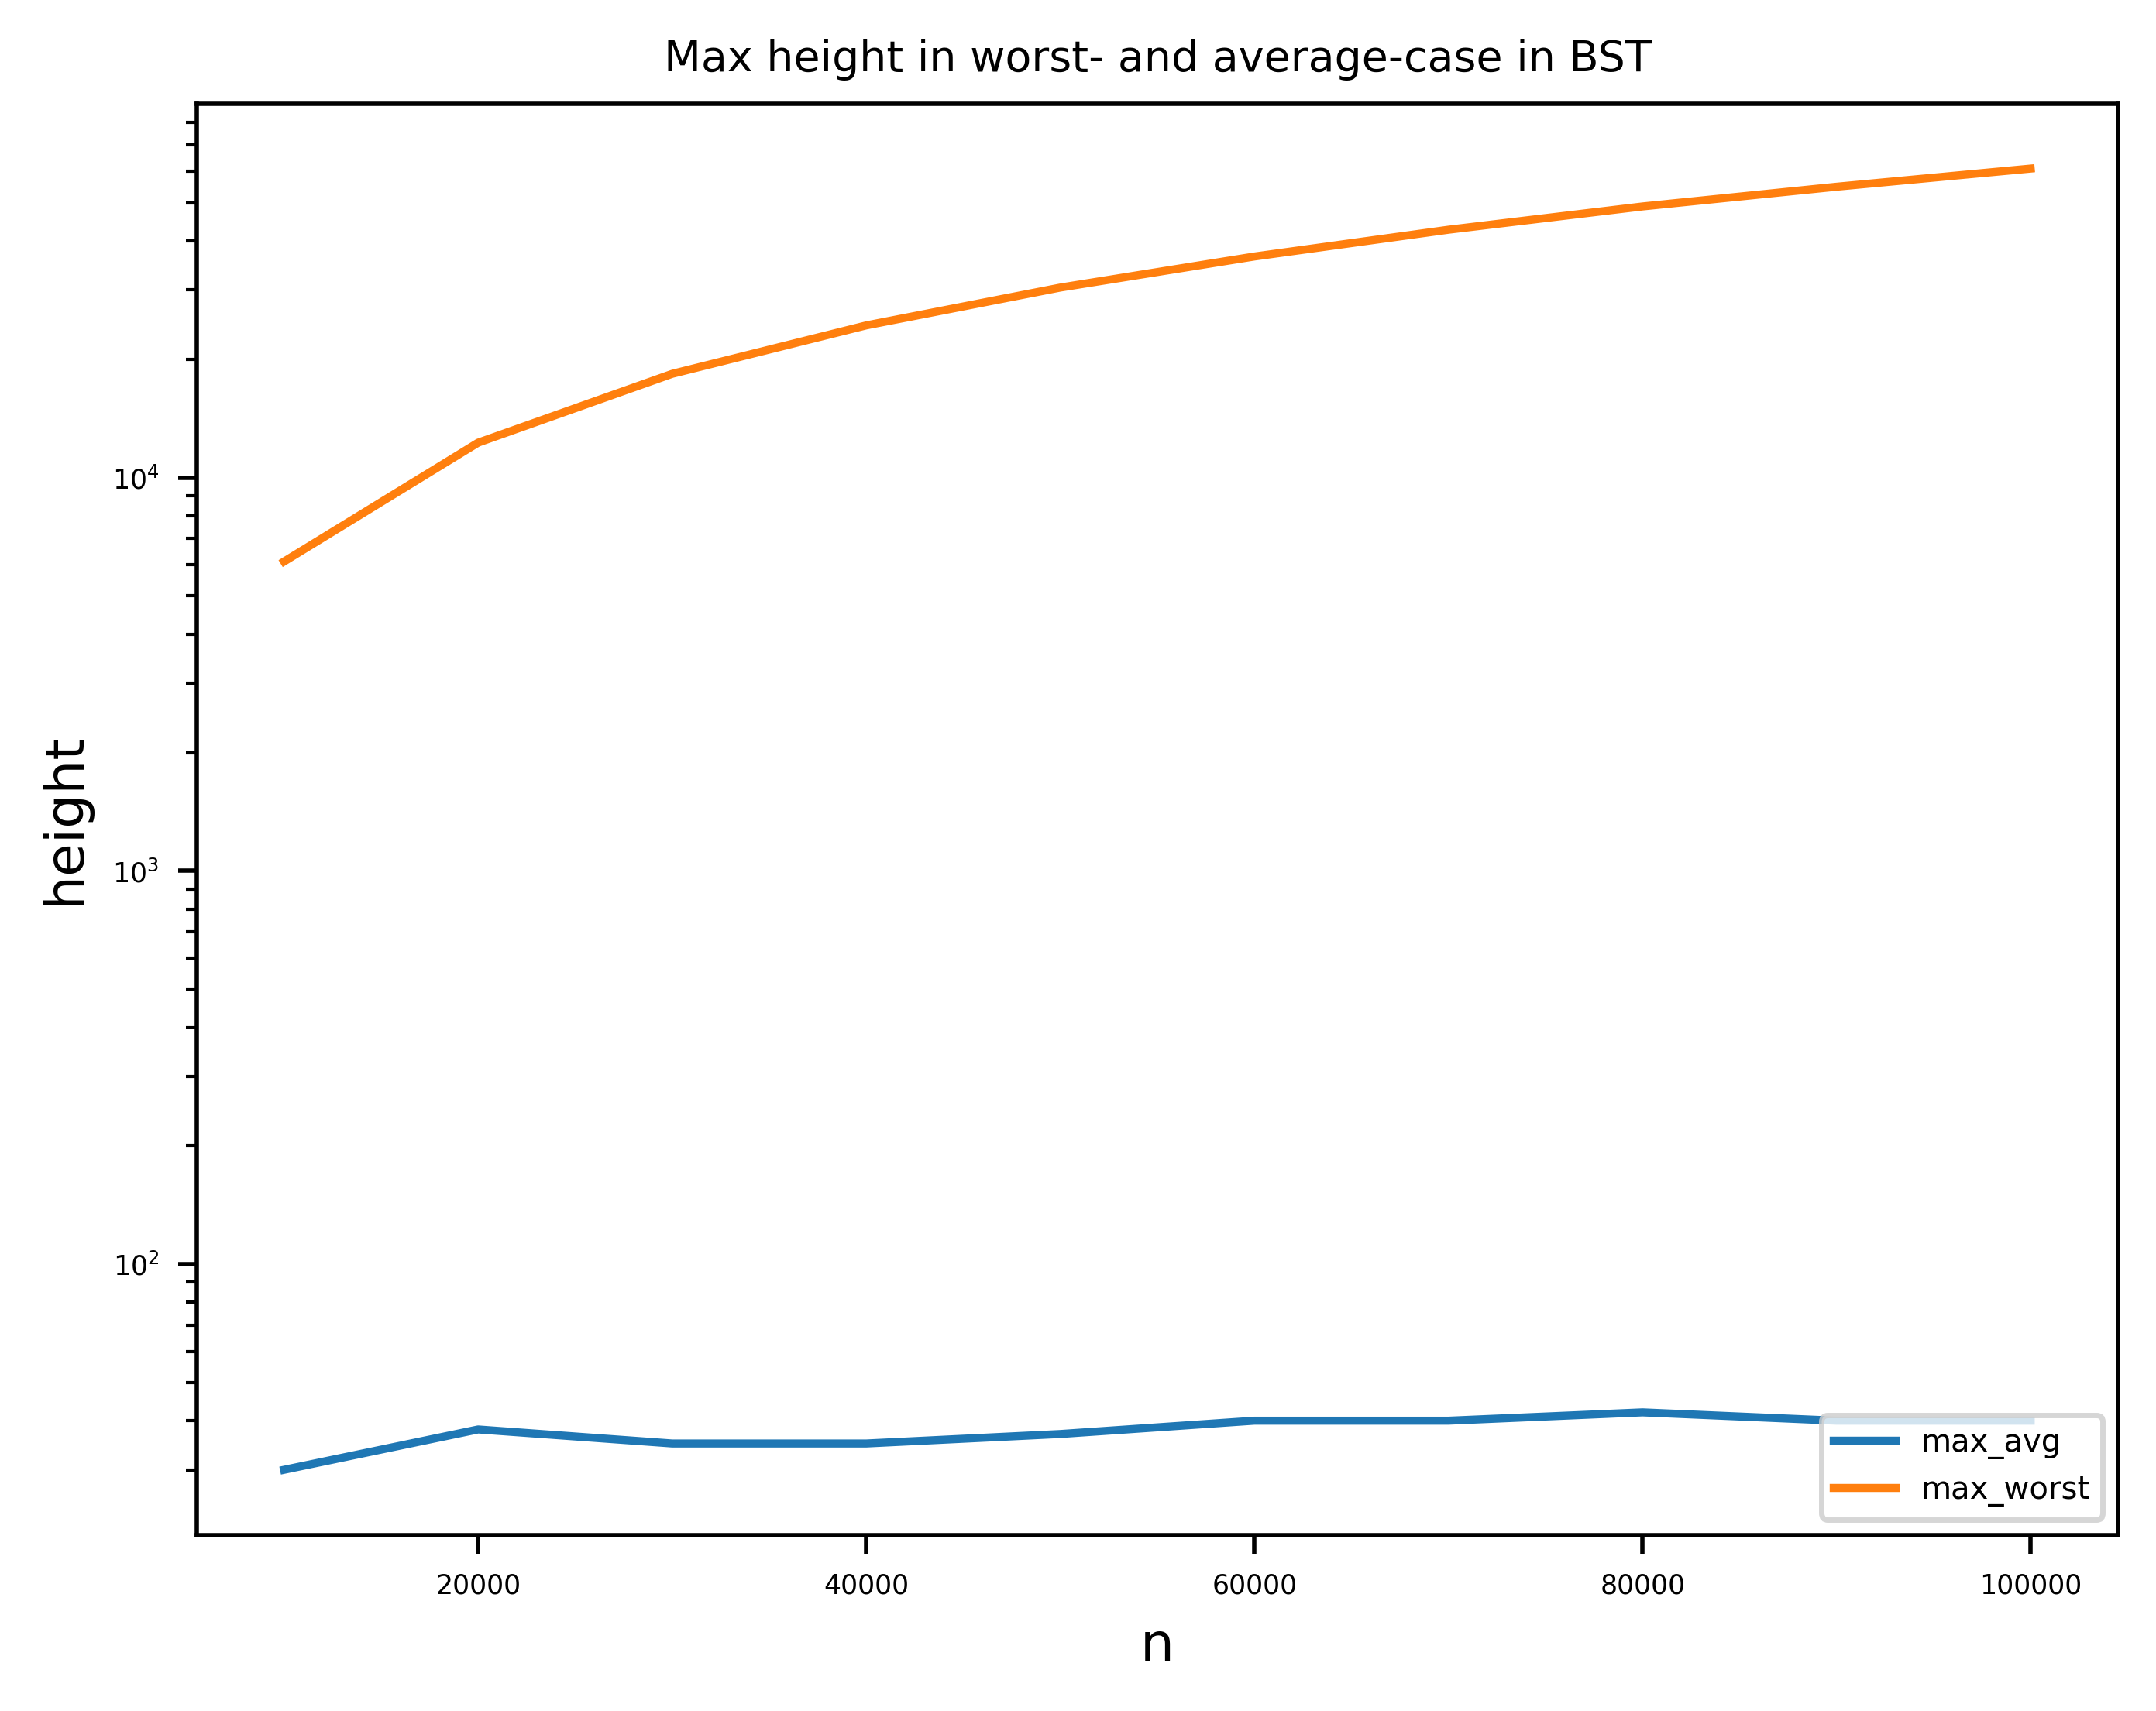 Max height in worst- and average-case in BST
height
10⁴
10³
10²
20000 40000 60000 80000 100000
n
max_avg
max_worst